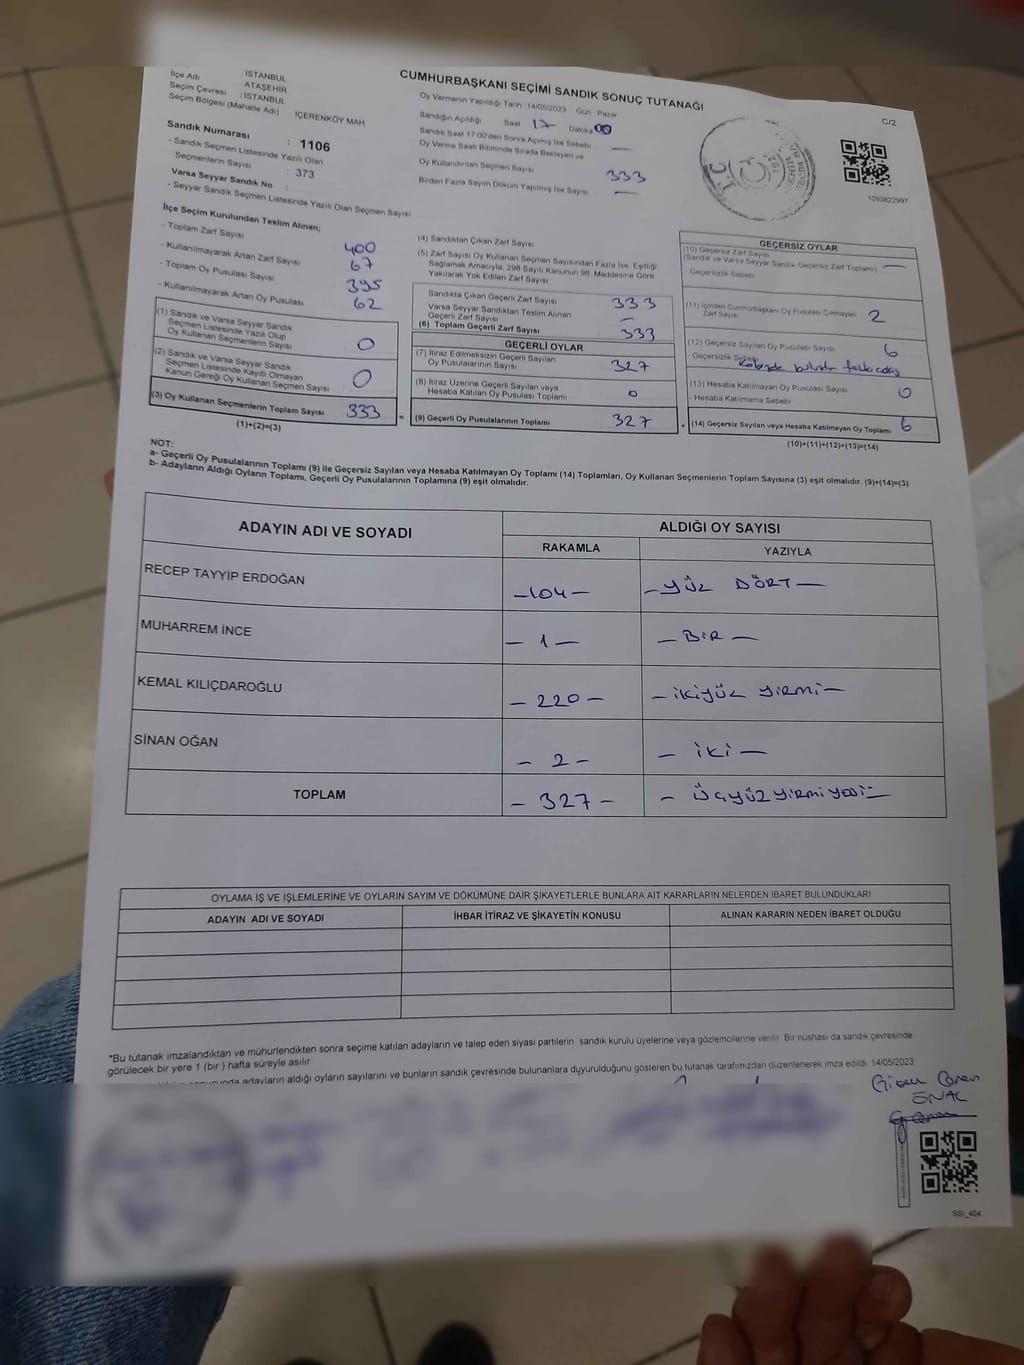 CUMHURBAŞKANI SEÇİMİ SANDIK SONUÇ TUTANAĞI
C/2
İlçe Adı İSTANBUL
ATAŞEHİR
Seçim Çevresi : İSTANBUL
Seçim Bölgesi (Mahalle Adı) İÇERENKÖY MAH
Sandık Numarası : 1106
- Sandık Seçmen Listesinde Yazılı Olan
Seçmenlerin Sayısı : 373
Varsa Seyyar Sandık No :
- Seyyar Sandık Seçmen Listesinde Yazılı Olan Seçmen Sayısı
Oy Vermenin Yapıldığı Tarih :14/05/2023 Gün : Pazar
Sandığın Açıldığı Saat 17 Dakika 00
Sandık Saat 17:00'den Sonra Açılmış İse Sebebi —
Oy Verme Saati Bitiminde Sırada Bekleyen ve
Oy Kullandırılan Seçmen Sayısı 333
Birden Fazla Sayım Döküm Yapılmış İse Sayısı —
1093822997
İlçe Seçim Kurulundan Teslim Alınan;
- Toplam Zarf Sayısı 400
- Kullanılmayarak Artan Zarf Sayısı 67
- Toplam Oy Pusulası Sayısı 395
- Kullanılmayarak Artan Oy Pusulası 62
(1) Sandık ve Varsa Seyyar Sandık
Seçmen Listesinde Yazılı Olup
Oy Kullanan Seçmenlerin Sayısı 0
(2) Sandık ve Varsa Seyyar Sandık
Seçmen Listesinde Kayıtlı Olmayan
Kanun Gereği Oy Kullanan Seçmen Sayısı 0
(3) Oy Kullanan Seçmenlerin Toplam Sayısı 333
(1)+(2)=(3)
(4) Sandıktan Çıkan Zarf Sayısı
(5) Zarf Sayısı Oy Kullanan Seçmen Sayısından Fazla İse, Eşitliği
Sağlamak Amacıyla, 298 Sayılı Kanunun 98. Maddesine Göre
Yakılarak Yok Edilen Zarf Sayısı
Sandıkta Çıkan Geçerli Zarf Sayısı 333
Varsa Seyyar Sandıktan Teslim Alınan
Geçerli Zarf Sayısı —
(6) Toplam Geçerli Zarf Sayısı 333
GEÇERLİ OYLAR
(7) İtiraz Edilmeksizin Geçerli Sayılan
Oy Pusulalarının Sayısı 327
(8) İtiraz Üzerine Geçerli Sayılan veya
Hesaba Katılan Oy Pusulası Toplamı 0
= (9) Geçerli Oy Pusulalarının Toplamı 327
GEÇERSİZ OYLAR
(10) Geçersiz Zarf Sayısı
(Sandık ve Varsa Seyyar Sandık Geçersiz Zarf Toplamı) —
Geçersizlik Sebebi
(11) İçinden Cumhurbaşkanı Oy Pusulası Çıkmayan
Zarf Sayısı 2
(12) Geçersiz Sayılan Oy Pusulası Sayısı 6
- Geçersizlik Sebebi
(13) Hesaba Katılmayan Oy Pusulası Sayısı 0
- Hesaba Katılmama Sebebi
+ (14) Geçersiz Sayılan veya Hesaba Katılmayan Oy Toplamı 6
(10)+(11)+(12)+(13)=(14)
NOT:
a- Geçerli Oy Pusulalarının Toplamı (9) ile Geçersiz Sayılan veya Hesaba Katılmayan Oy Toplamı (14) Toplamları, Oy Kullanan Seçmenlerin Toplam Sayısına (3) eşit olmalıdır. (9)+(14)=(3)
b- Adayların Aldığı Oyların Toplamı, Geçerli Oy Pusulalarının Toplamına (9) eşit olmalıdır.
ADAYIN ADI VE SOYADI ALDIĞI OY SAYISI
RAKAMLA YAZIYLA
RECEP TAYYİP ERDOĞAN –104– –YÜZ DÖRT–
MUHARREM İNCE – 1 – – BİR –
KEMAL KILIÇDAROĞLU – 220 – – İKİYÜZ YİRMİ –
SİNAN OĞAN – 2 – – İKİ –
TOPLAM – 327 – – ÜÇYÜZ YİRMİ YEDİ –
OYLAMA İŞ VE İŞLEMLERİNE VE OYLARIN SAYIM VE DÖKÜMÜNE DAİR ŞİKAYETLERLE BUNLARA AİT KARARLARIN NELERDEN İBARET BULUNDUKLARI
ADAYIN ADI VE SOYADI İHBAR İTİRAZ VE ŞİKAYETİN KONUSU ALINAN KARARIN NEDEN İBARET OLDUĞU
*Bu tutanak imzalandıktan ve mühürlendikten sonra seçime katılan adayların ve talep eden siyasi partilerin sandık kurulu üyelerine veya gözlemcilerine verilir. Bir nüshası da sandık çevresinde
görülecek bir yere 1 (bir ) hafta süreyle asılır.
adayların aldığı oyların sayılarını ve bunların sandık çevresinde bulunanlara duyurulduğunu gösteren bu tutanak tarafımızdan düzenlenerek imza edildi. 14/05/2023
ÜNAL
SSI_404